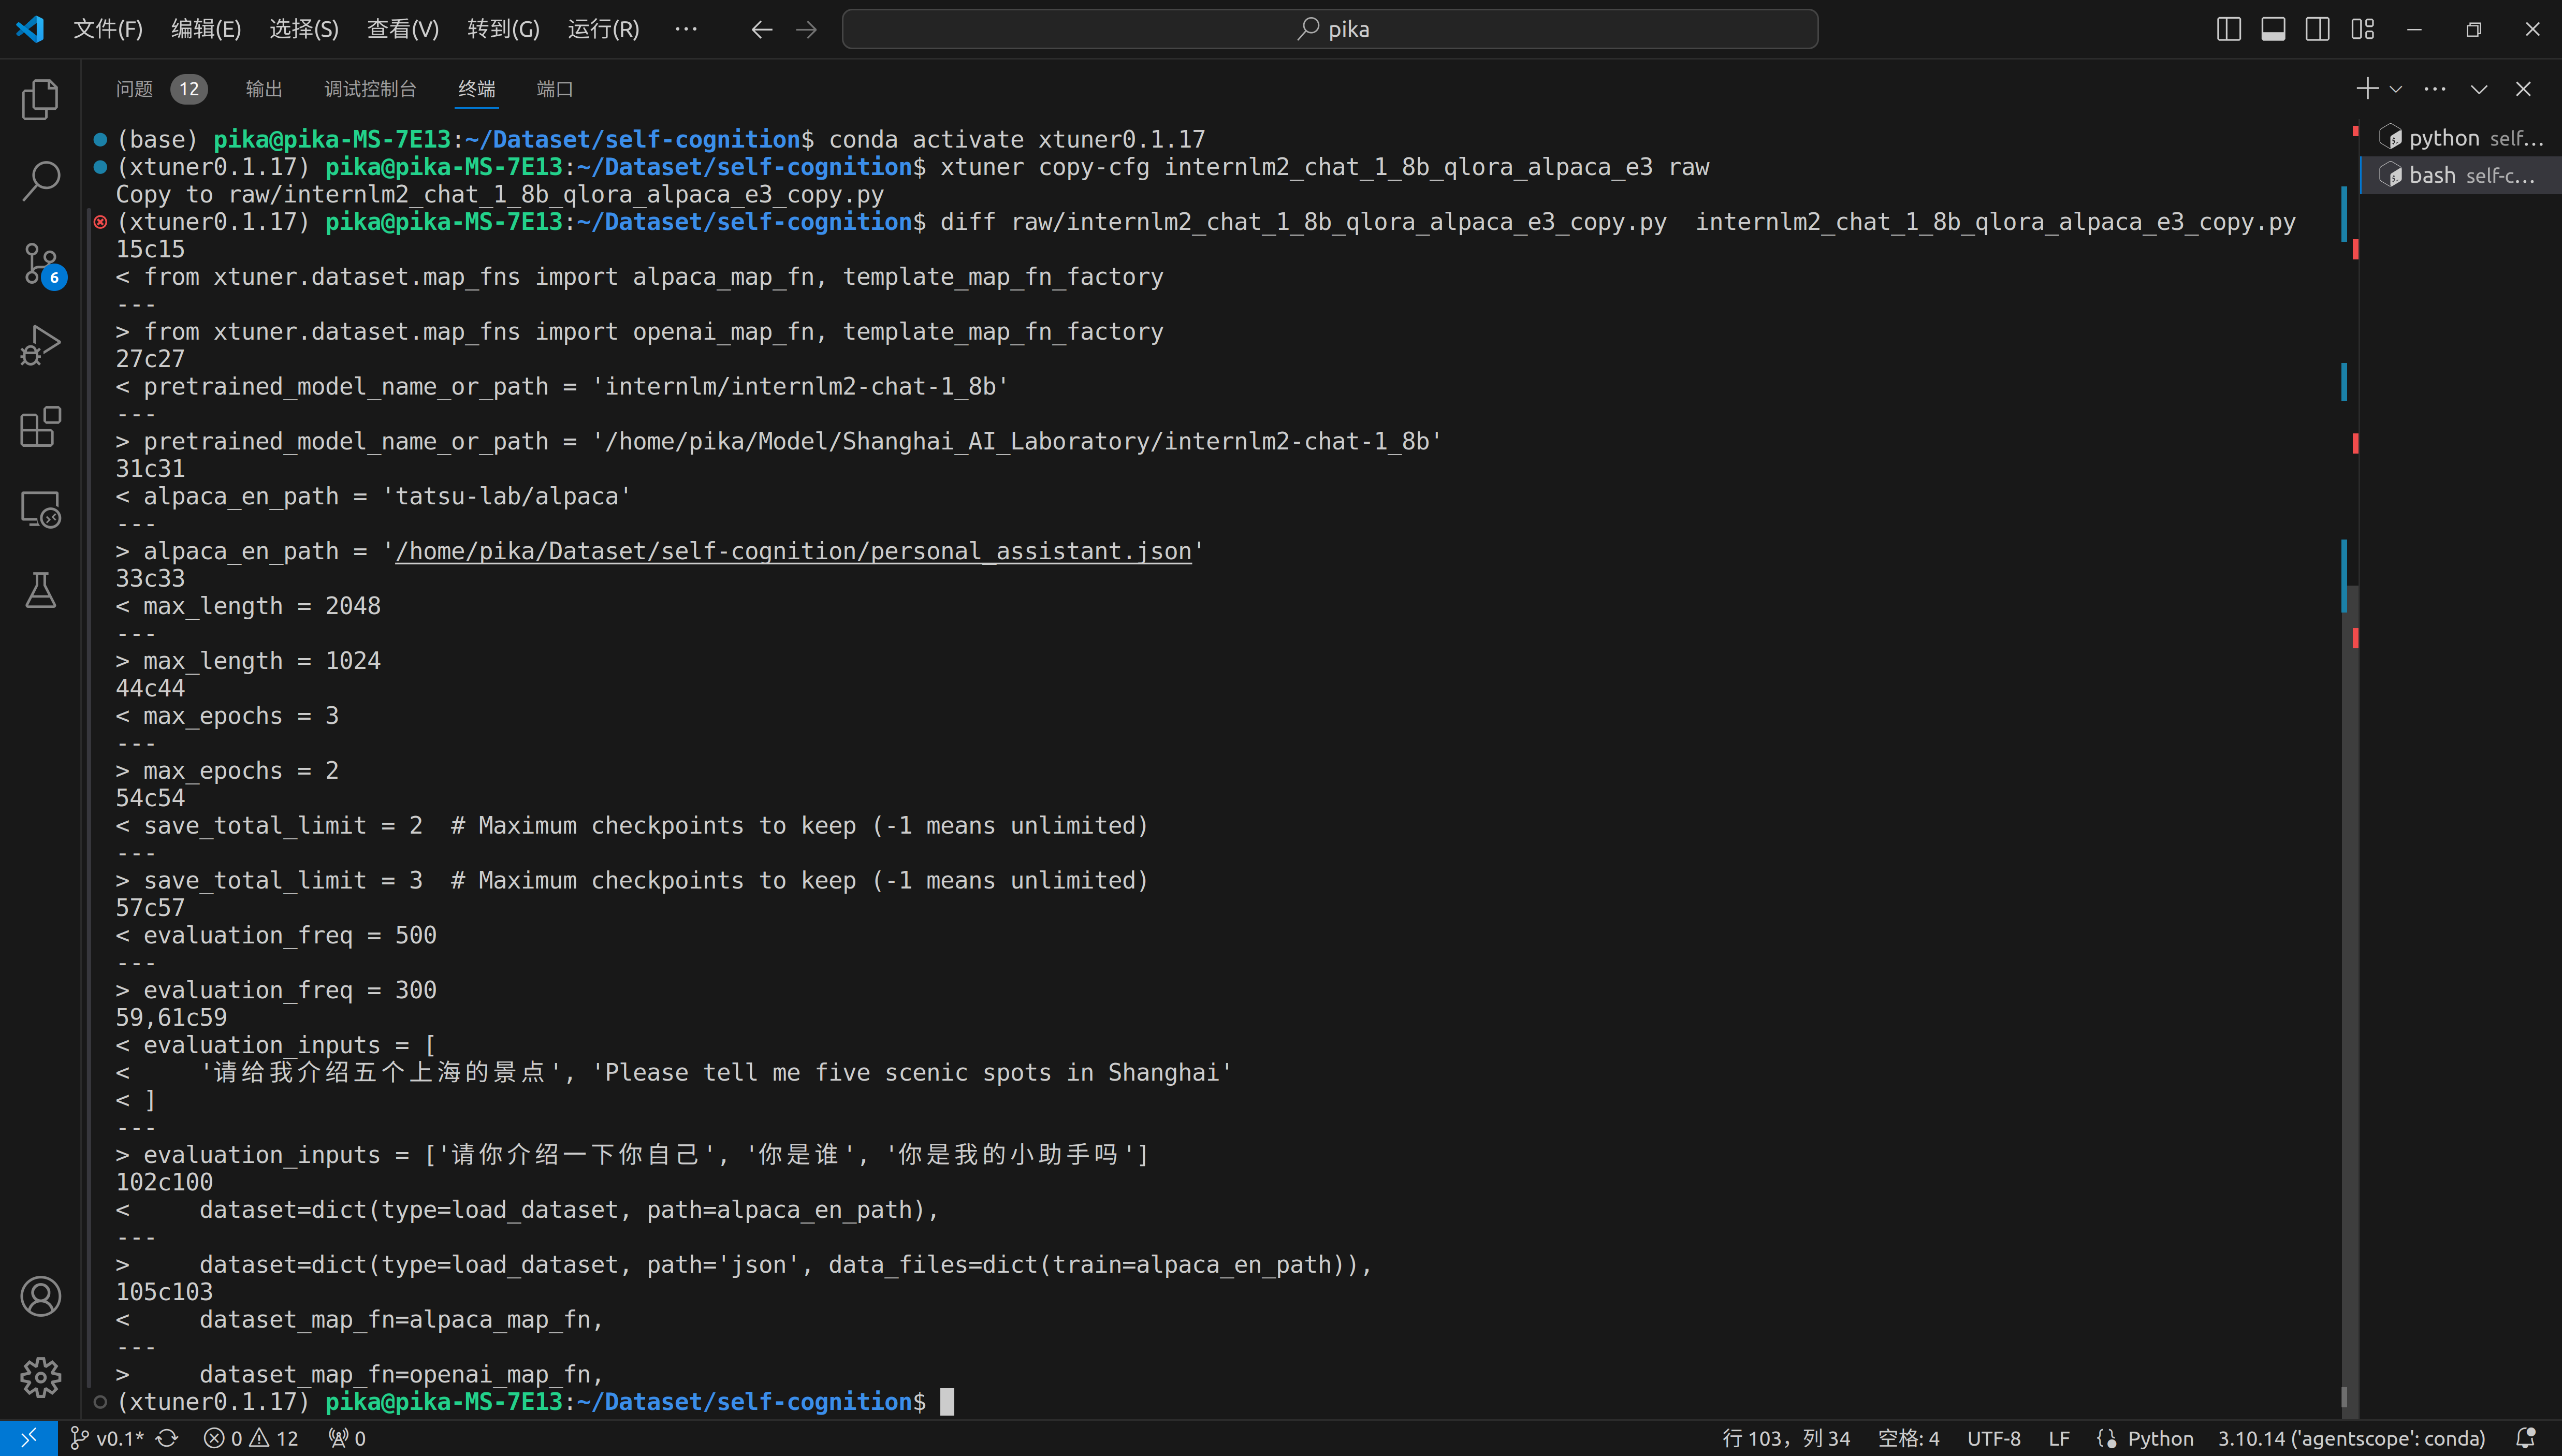 文件(F) 编辑(E) 选择(S) 查看(V) 转到(G) 运行(R) ··· pika
问题 12 输出 调试控制台 终端 端口
(base) pika@pika-MS-7E13:~/Dataset/self-cognition$ conda activate xtuner0.1.17
(xtuner0.1.17) pika@pika-MS-7E13:~/Dataset/self-cognition$ xtuner copy-cfg internlm2_chat_1_8b_qlora_alpaca_e3 raw
Copy to raw/internlm2_chat_1_8b_qlora_alpaca_e3_copy.py
(xtuner0.1.17) pika@pika-MS-7E13:~/Dataset/self-cognition$ diff raw/internlm2_chat_1_8b_qlora_alpaca_e3_copy.py  internlm2_chat_1_8b_qlora_alpaca_e3_copy.py
15c15
< from xtuner.dataset.map_fns import alpaca_map_fn, template_map_fn_factory
---
> from xtuner.dataset.map_fns import openai_map_fn, template_map_fn_factory
27c27
< pretrained_model_name_or_path = 'internlm/internlm2-chat-1_8b'
---
> pretrained_model_name_or_path = '/home/pika/Model/Shanghai_AI_Laboratory/internlm2-chat-1_8b'
31c31
< alpaca_en_path = 'tatsu-lab/alpaca'
---
> alpaca_en_path = '/home/pika/Dataset/self-cognition/personal_assistant.json'
33c33
< max_length = 2048
---
> max_length = 1024
44c44
< max_epochs = 3
---
> max_epochs = 2
54c54
< save_total_limit = 2  # Maximum checkpoints to keep (-1 means unlimited)
---
> save_total_limit = 3  # Maximum checkpoints to keep (-1 means unlimited)
57c57
< evaluation_freq = 500
---
> evaluation_freq = 300
59,61c59
< evaluation_inputs = [
<     '请给我介绍五个上海的景点', 'Please tell me five scenic spots in Shanghai'
< ]
---
> evaluation_inputs = ['请你介绍一下你自己', '你是谁', '你是我的小助手吗']
102c100
<     dataset=dict(type=load_dataset, path=alpaca_en_path),
---
>     dataset=dict(type=load_dataset, path='json', data_files=dict(train=alpaca_en_path)),
105c103
<     dataset_map_fn=alpaca_map_fn,
---
>     dataset_map_fn=openai_map_fn,
(xtuner0.1.17) pika@pika-MS-7E13:~/Dataset/self-cognition$
python self...
bash self-c...
6
v0.1* 0 12 0 行 103, 列 34 空格: 4 UTF-8 LF Python 3.10.14 ('agentscope': conda)